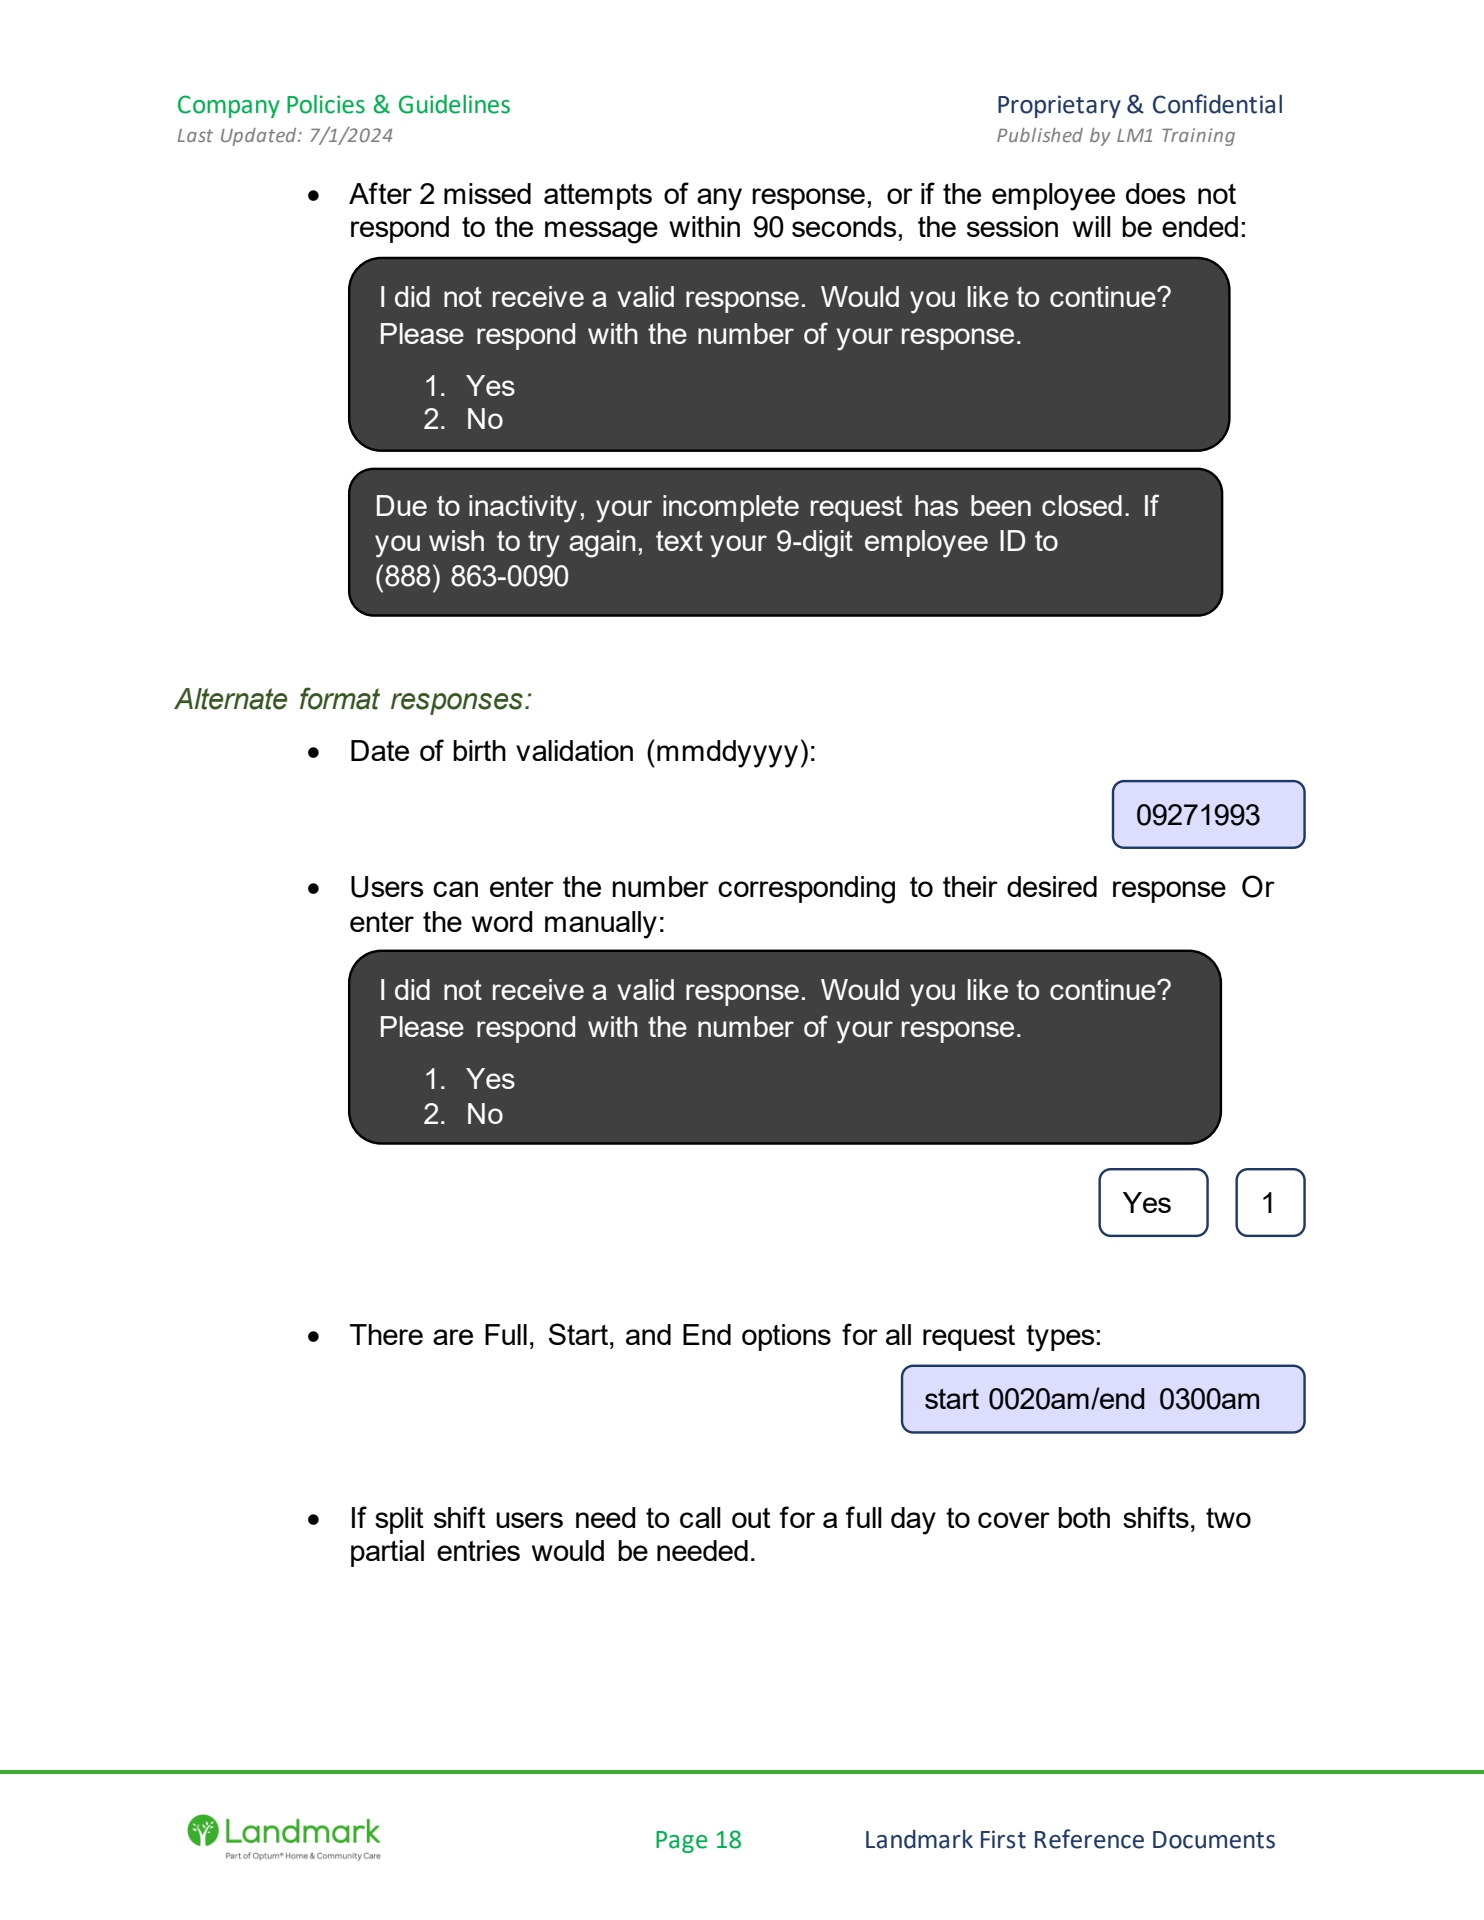 Company Policies & Guidelines
Proprietary & Confidential
Last Updated: 7/1/2024
Published by LM1 Training
• After 2 missed attempts of any response, or if the employee does not
respond to the message within 90 seconds, the session will be ended:
I did not receive a valid response. Would you like to continue?
Please respond with the number of your response.
1. Yes
2. No
Due to inactivity, your incomplete request has been closed. If
you wish to try again, text your 9-digit employee ID to
(888) 863-0090
Alternate format responses:
• Date of birth validation (mmddyyyy):
09271993
• Users can enter the number corresponding to their desired response Or
enter the word manually:
I did not receive a valid response. Would you like to continue?
Please respond with the number of your response.
1. Yes
2. No
Yes
1
• There are Full, Start, and End options for all request types:
start 0020am/end 0300am
• If split shift users need to call out for a full day to cover both shifts, two
partial entries would be needed.
Landmark
Part of Optum® Home & Community Care
Page 18
Landmark First Reference Documents